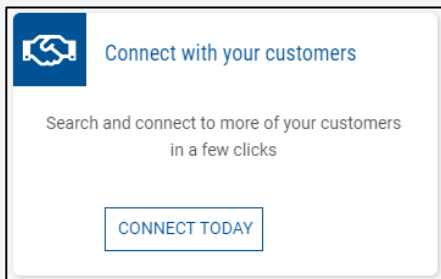 Connect with your customers
Search and connect to more of your customers
in a few clicks
CONNECT TODAY